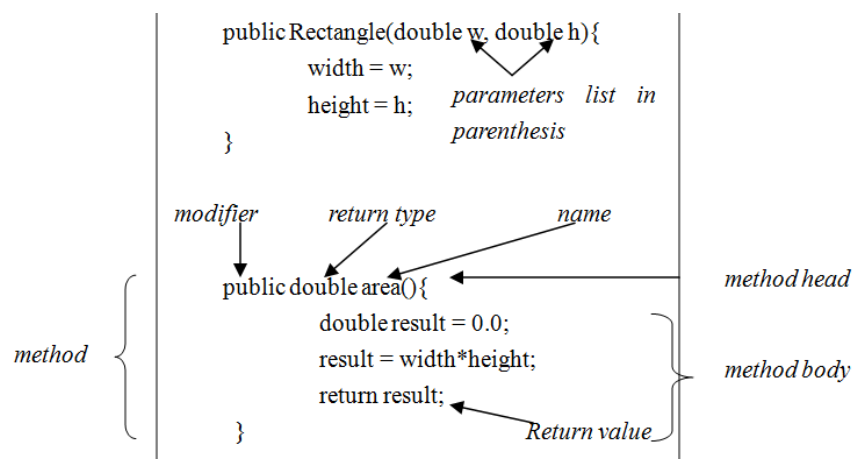 public Rectangle(double w, double h){
width = w;
height = h;
parameters list in
parenthesis
}
modifier return type name
public double area(){
method head
double result = 0.0;
method
result = width*height;
method body
return result;
}
Return value